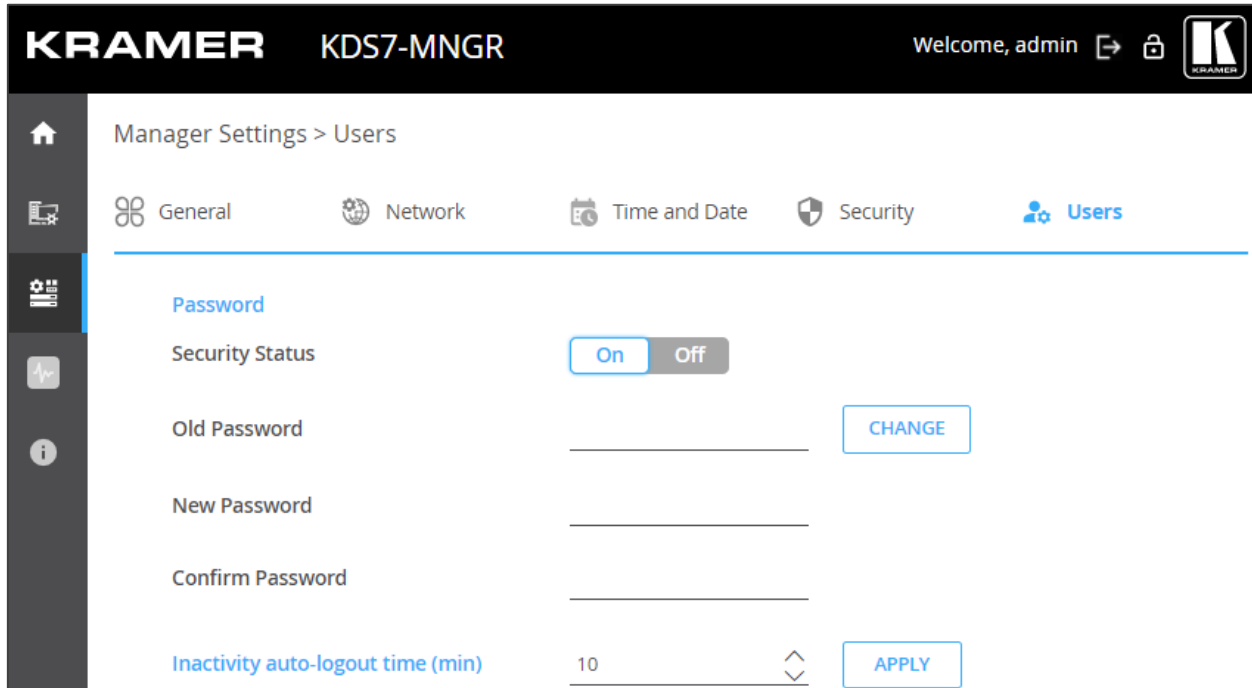 KRAMER KDS7-MNGR Welcome, admin KRAMER
Manager Settings > Users
General Network Time and Date Security Users
Password
Security Status On Off
Old Password CHANGE
New Password
Confirm Password
Inactivity auto-logout time (min) 10 APPLY